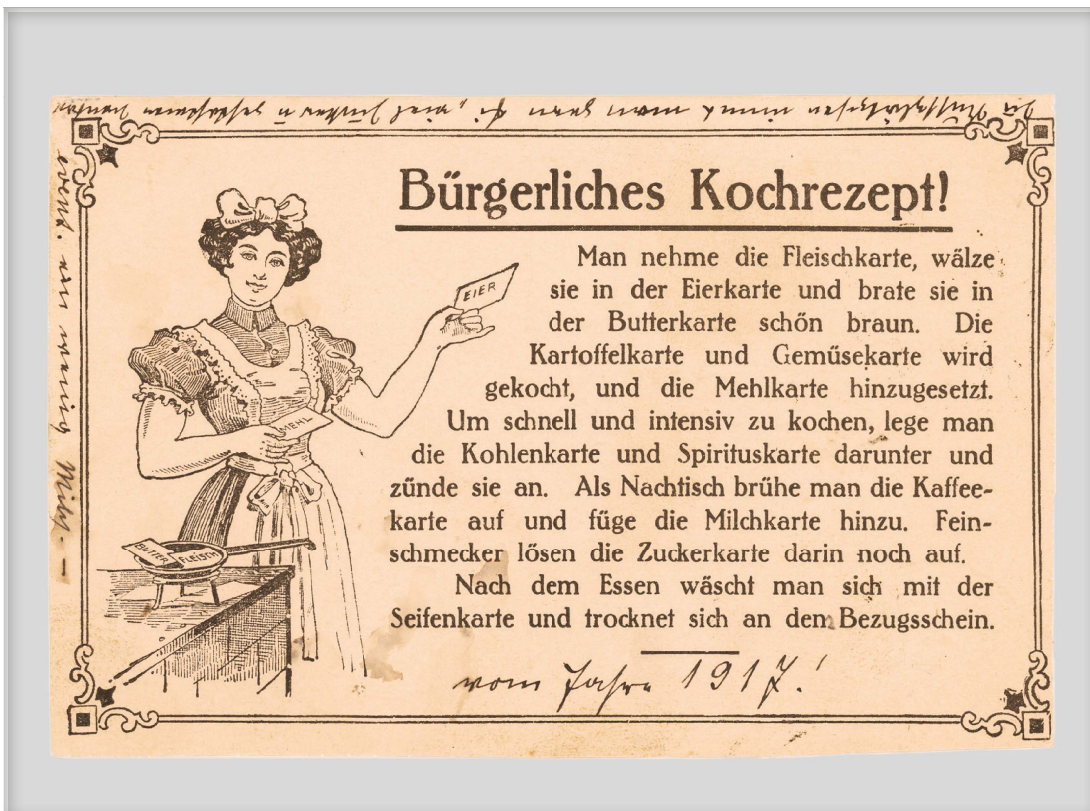 Bürgerliches Kochrezept!
Man nehme die Fleischkarte, wälze
sie in der Eierkarte und brate sie in
der Butterkarte schön braun. Die
Kartoffelkarte und Gemüsekarte wird
gekocht, und die Mehlkarte hinzugesetzt.
Um schnell und intensiv zu kochen, lege man
die Kohlenkarte und Spirituskarte darunter und
zünde sie an. Als Nachtisch brühe man die Kaffee-
karte auf und füge die Milchkarte hinzu. Fein-
schmecker lösen die Zuckerkarte darin noch auf.
Nach dem Essen wäscht man sich mit der
Seifenkarte und trocknet sich an dem Bezugsschein.
vom Jahre 1917!
EIER
MEHL
BUTTER
FLEISCH